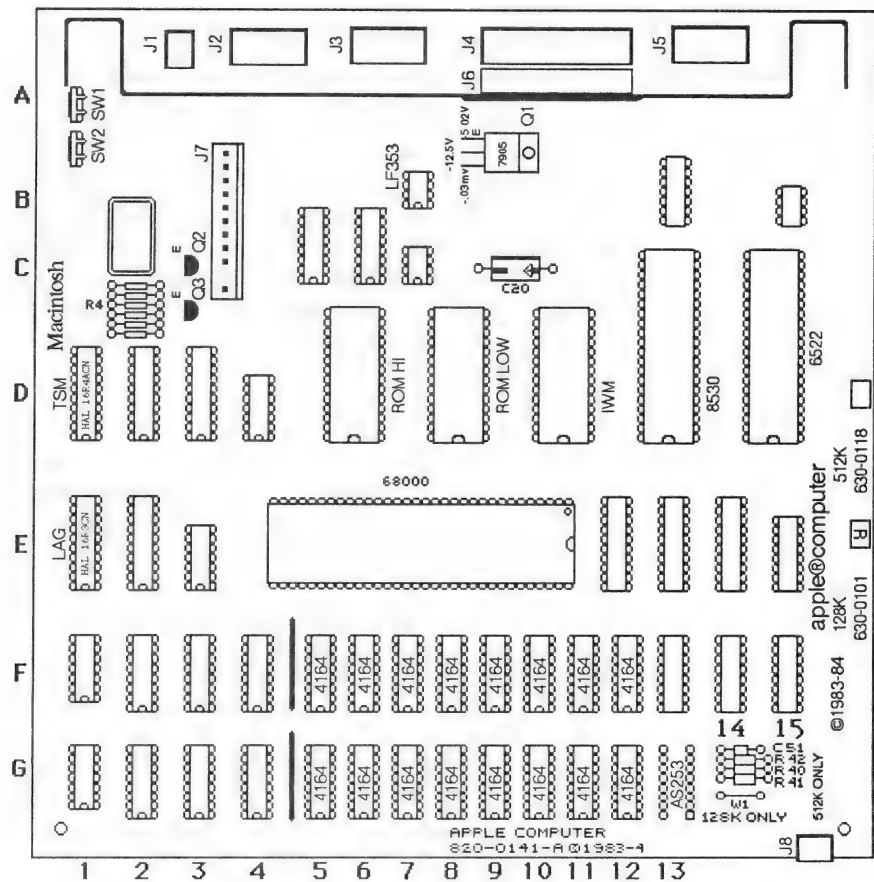 J1
J2
J3
J4
J5
J6
A
SW1
SW2
J7
LF353
-12.5V
-.03mv
-5.02V
E
7905
Q1
B
C
E
Q2
E
Q3
C20
R4
Macintosh
D
TSM
HAL 16R4ACN
ROM HI
ROM LOW
IWM
8530
6522
68000
512K
630-0118
E
LAG
HAL 16R8CN
apple®computer
R
128K
630-0101
F
4164 4164 4164 4164 4164 4164 4164 4164
©1983-84
14 15
G
4164 4164 4164 4164 4164 4164 4164 4164
AS253
C51
R42
R40
R41
W1
128K ONLY
512K ONLY
APPLE COMPUTER
820-0141-A ©1983-4
J8
1 2 3 4 5 6 7 8 9 10 11 12 13